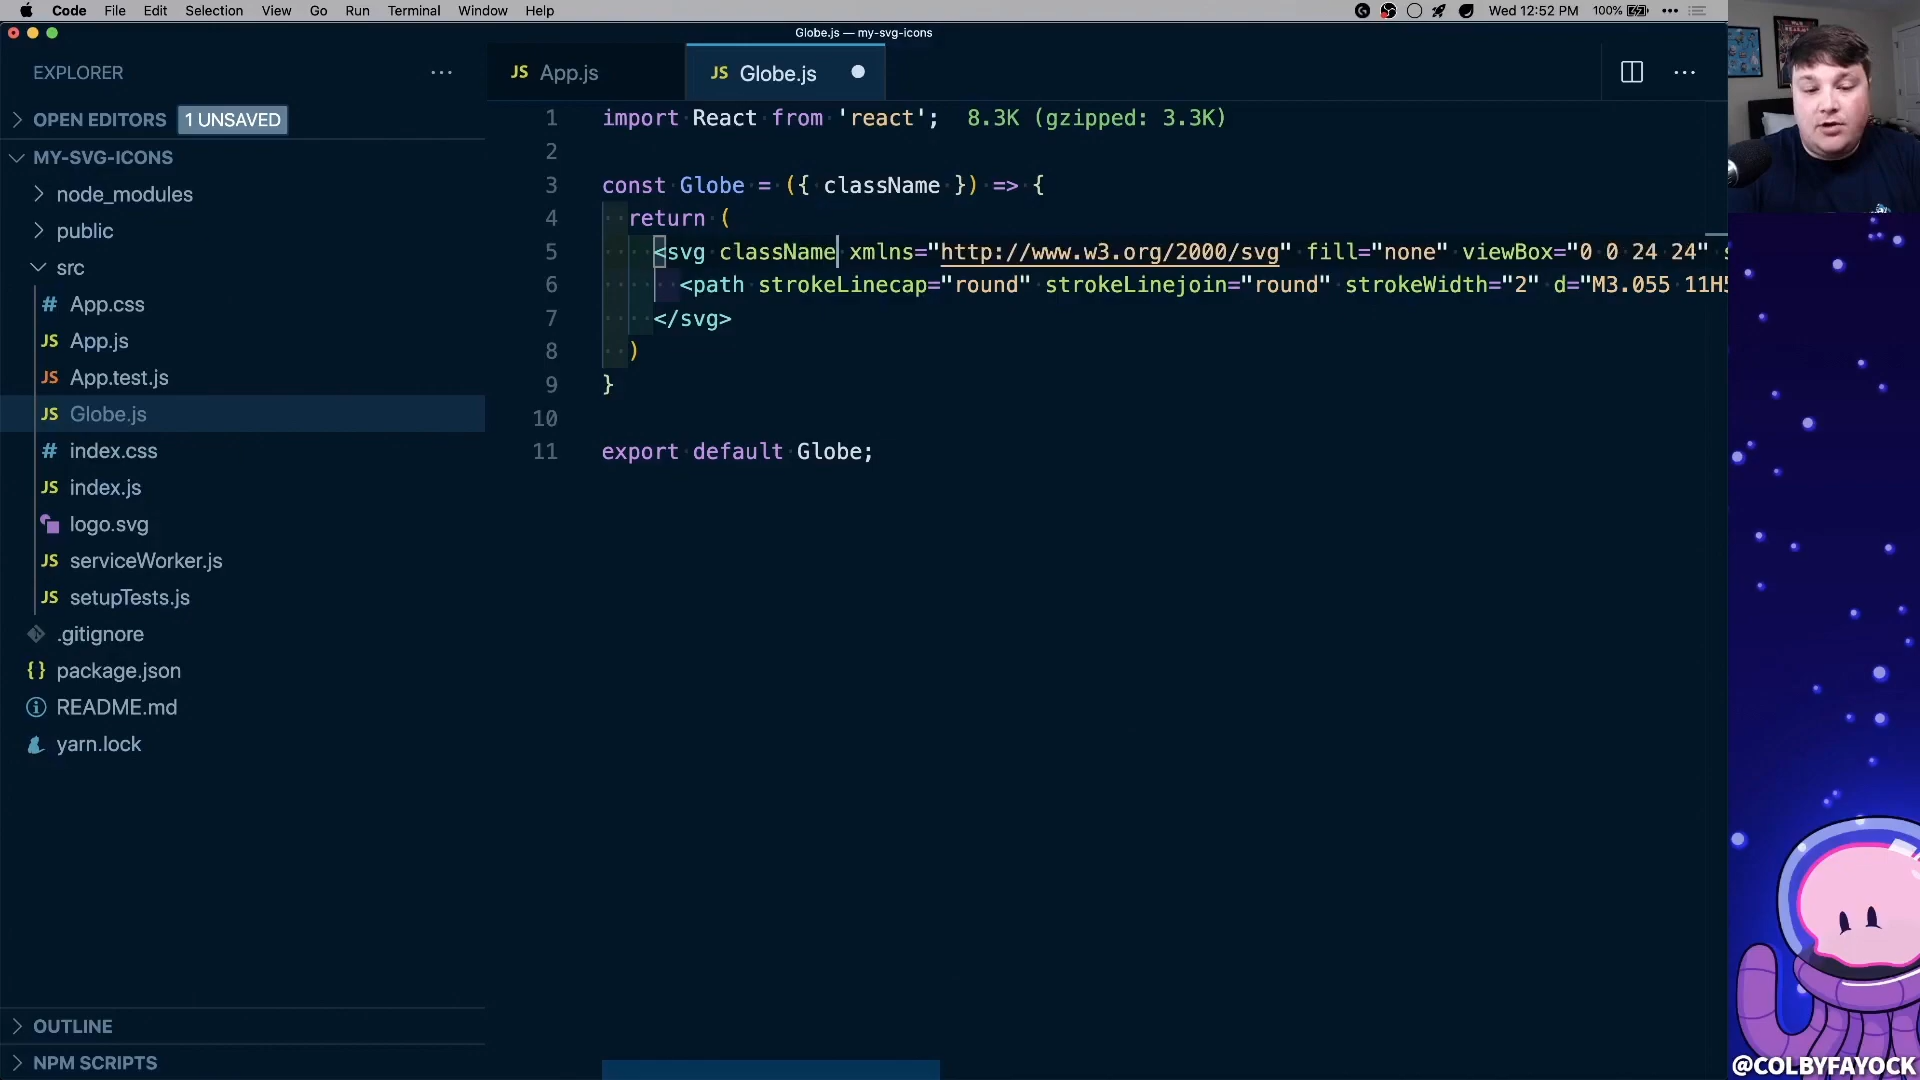 Code File Edit Selection View Go Run Terminal Window Help
Wed 12:52 PM 100%
Globe.js — my-svg-icons
EXPLORER
OPEN EDITORS 1 UNSAVED
MY-SVG-ICONS
node_modules
public
src
# App.css
JS App.js
JS App.test.js
JS Globe.js
# index.css
JS index.js
logo.svg
JS serviceWorker.js
JS setupTests.js
.gitignore
{} package.json
README.md
yarn.lock
OUTLINE
NPM SCRIPTS
JS App.js
JS Globe.js
1 import React from 'react'; 8.3K (gzipped: 3.3K)
2
3 const Globe = ({ className }) => {
4 return (
5 <svg className xmlns="http://www.w3.org/2000/svg" fill="none" viewBox="0 0 24 24" s
6 <path strokeLinecap="round" strokeLinejoin="round" strokeWidth="2" d="M3.055 11H5
7 </svg>
8 )
9 }
10
11 export default Globe;
@COLBYFAYOCK